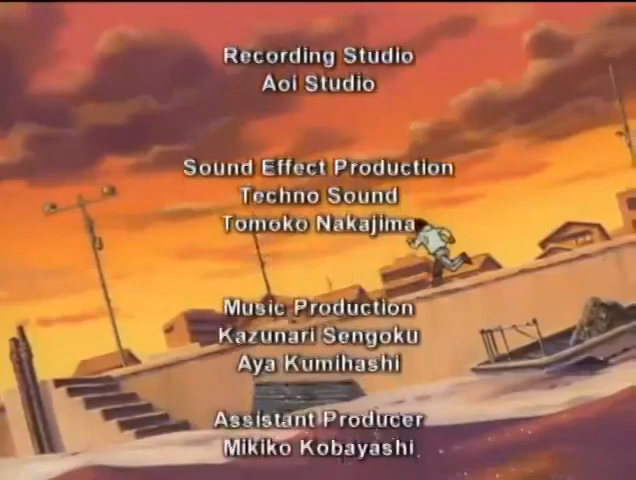 Recording Studio
Aoi Studio
Sound Effect Production
Techno Sound
Tomoko Nakajima
Music Production
Kazunari Sengoku
Aya Kumihashi
Assistant Producer
Mikiko Kobayashi